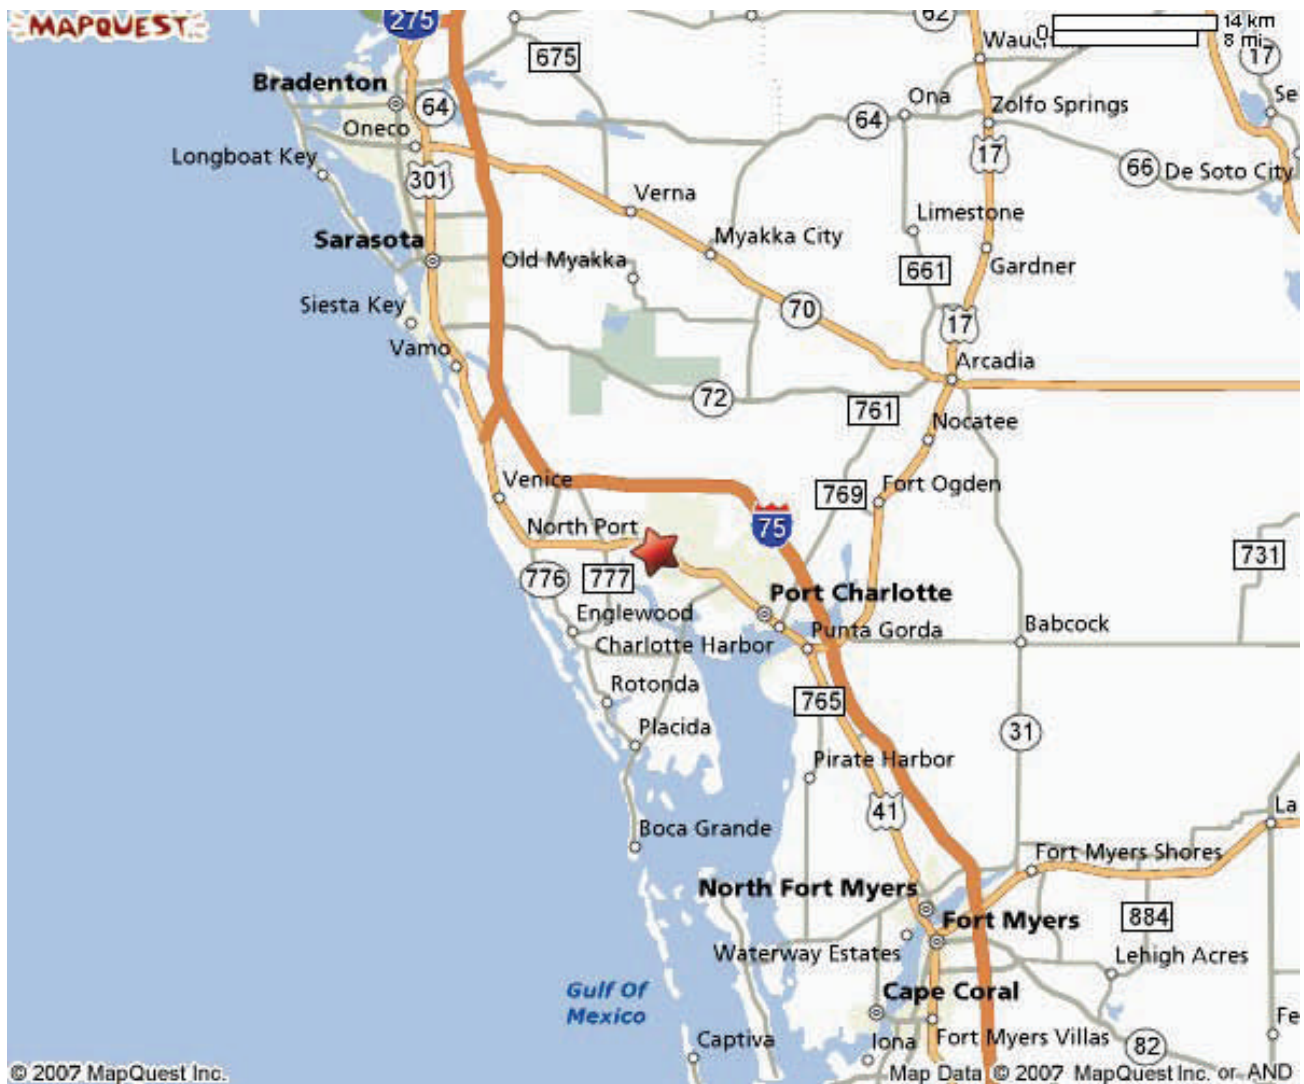 MAPQUEST
275
62
14 km
0
8 mi
675
17
Bradenton
64
Ona
Zolfo Springs
Se
Oneco
64
Longboat Key
17
66
De Soto City
301
Verna
Limestone
Sarasota
Myakka City
Old Myakka
661
Gardner
Siesta Key
70
17
Vamo
Arcadia
72
761
Nocatee
Venice
769
Fort Ogden
North Port
75
731
776
777
Port Charlotte
Englewood
Punta Gorda
Babcock
Charlotte Harbor
Rotonda
765
Placida
31
Pirate Harbor
41
La
Boca Grande
Fort Myers Shores
North Fort Myers
Fort Myers
884
Waterway Estates
Lehigh Acres
Gulf Of
Mexico
Cape Coral
Fe
Captiva
Iona
Fort Myers Villas
82
© 2007 MapQuest Inc.
Map Data © 2007 MapQuest Inc. or AND